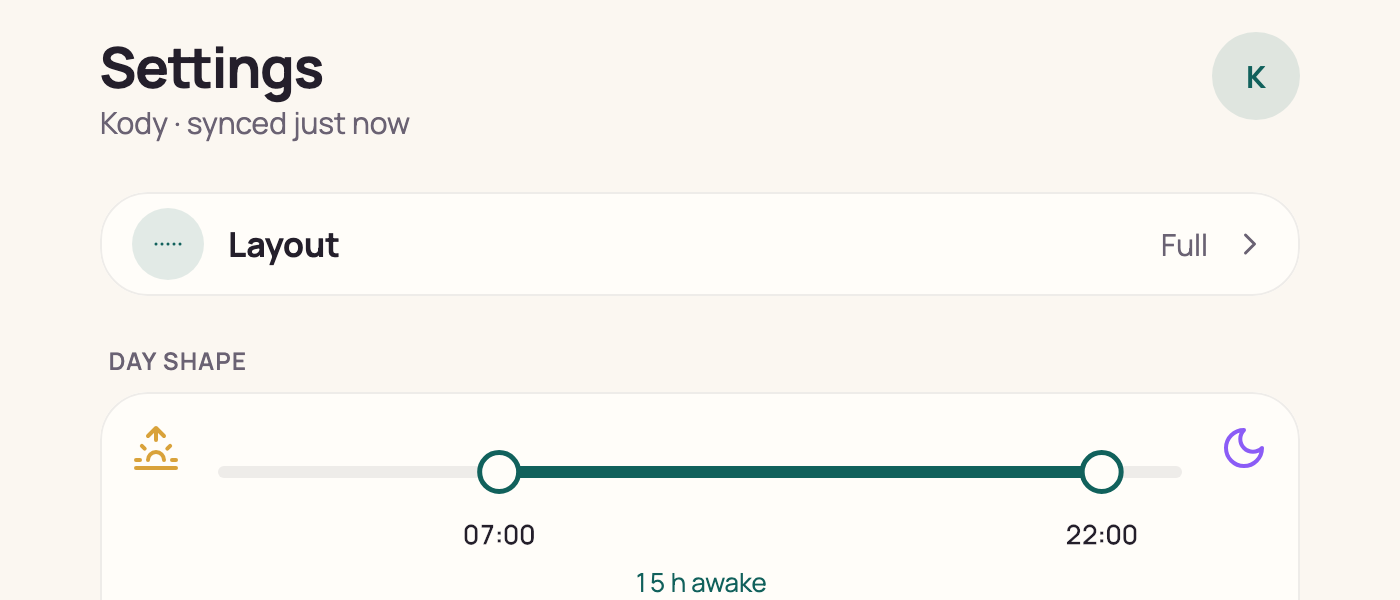 Settings
K
Kody · synced just now
Layout
Full
DAY SHAPE
07:00
22:00
15 h awake